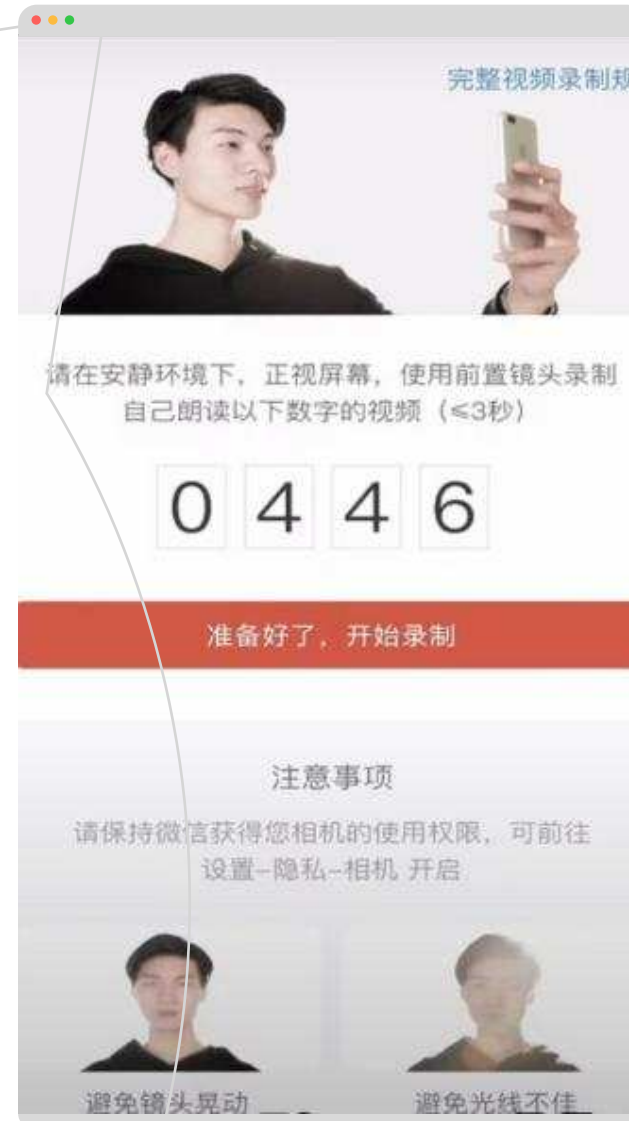 完整视频录制规
请在安静环境下，正视屏幕，使用前置镜头录制
自己朗读以下数字的视频（≤3秒）
0 4 4 6
准备好了，开始录制
注意事项
请保持微信获得您相机的使用权限，可前往
设置-隐私-相机 开启
避免镜头晃动
避免光线不佳